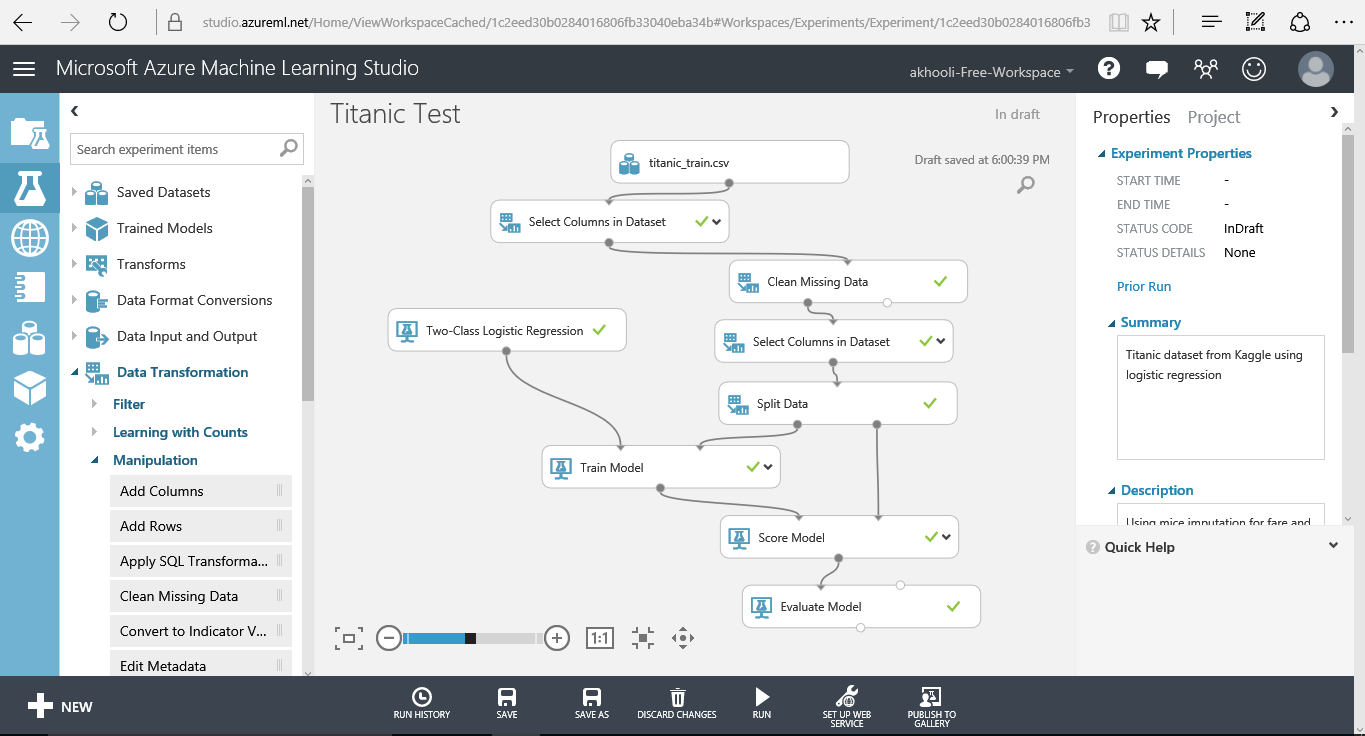 studio.azureml.net/Home/ViewWorkspaceCached/1c2eed30b0284016806fb33040eba34b#Workspaces/Experiments/Experiment/1c2eed30b0284016806fb3
Microsoft Azure Machine Learning Studio
akhooli-Free-Workspace
Search experiment items
Saved Datasets
Trained Models
Transforms
Data Format Conversions
Data Input and Output
Data Transformation
Filter
Learning with Counts
Manipulation
Add Columns
Add Rows
Apply SQL Transforma...
Clean Missing Data
Convert to Indicator V...
Edit Metadata
Titanic Test
In draft
Draft saved at 6:00:39 PM
titanic_train.csv
Select Columns in Dataset
Clean Missing Data
Two-Class Logistic Regression
Select Columns in Dataset
Split Data
Train Model
Score Model
Evaluate Model
1:1
Properties Project
Experiment Properties
START TIME -
END TIME -
STATUS CODE InDraft
STATUS DETAILS None
Prior Run
Summary
Titanic dataset from Kaggle using
logistic regression
Description
Using mice imputation for fare and
? Quick Help
NEW
RUN HISTORY
SAVE
SAVE AS
DISCARD CHANGES
RUN
SET UP WEB
SERVICE
PUBLISH TO
GALLERY